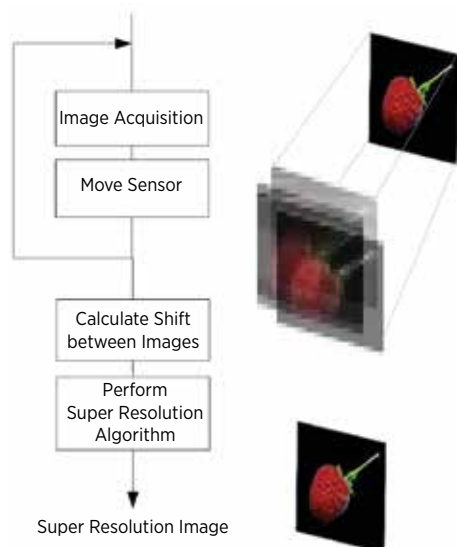 Image Acquisition
Move Sensor
Calculate Shift
between Images
Perform
Super Resolution
Algorithm
Super Resolution Image